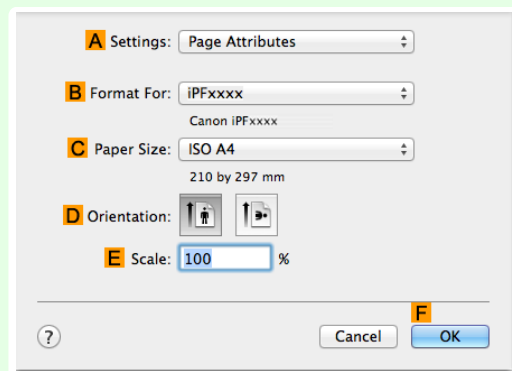 A Settings: Page Attributes
B Format For: iPFxxxx
Canon iPFxxxx
C Paper Size: ISO A4
210 by 297 mm
D Orientation:
E Scale: 100 %
F
? Cancel OK